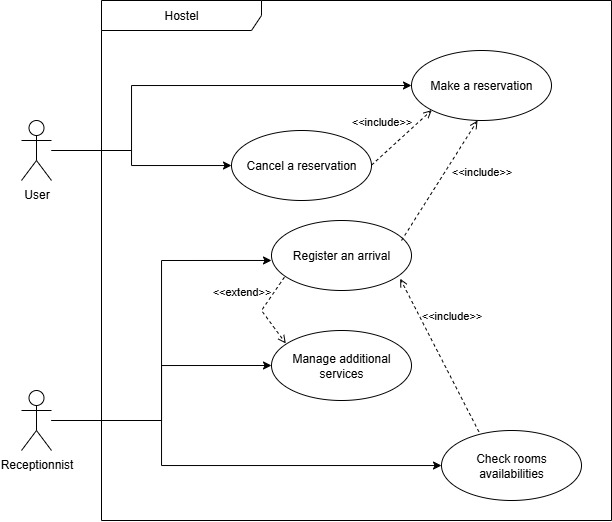 Hostel
Make a reservation
<<include>>
Cancel a reservation
<<include>>
User
Register an arrival
<<extend>>
<<include>>
Manage additional
services
Receptionnist
Check rooms
availabilities